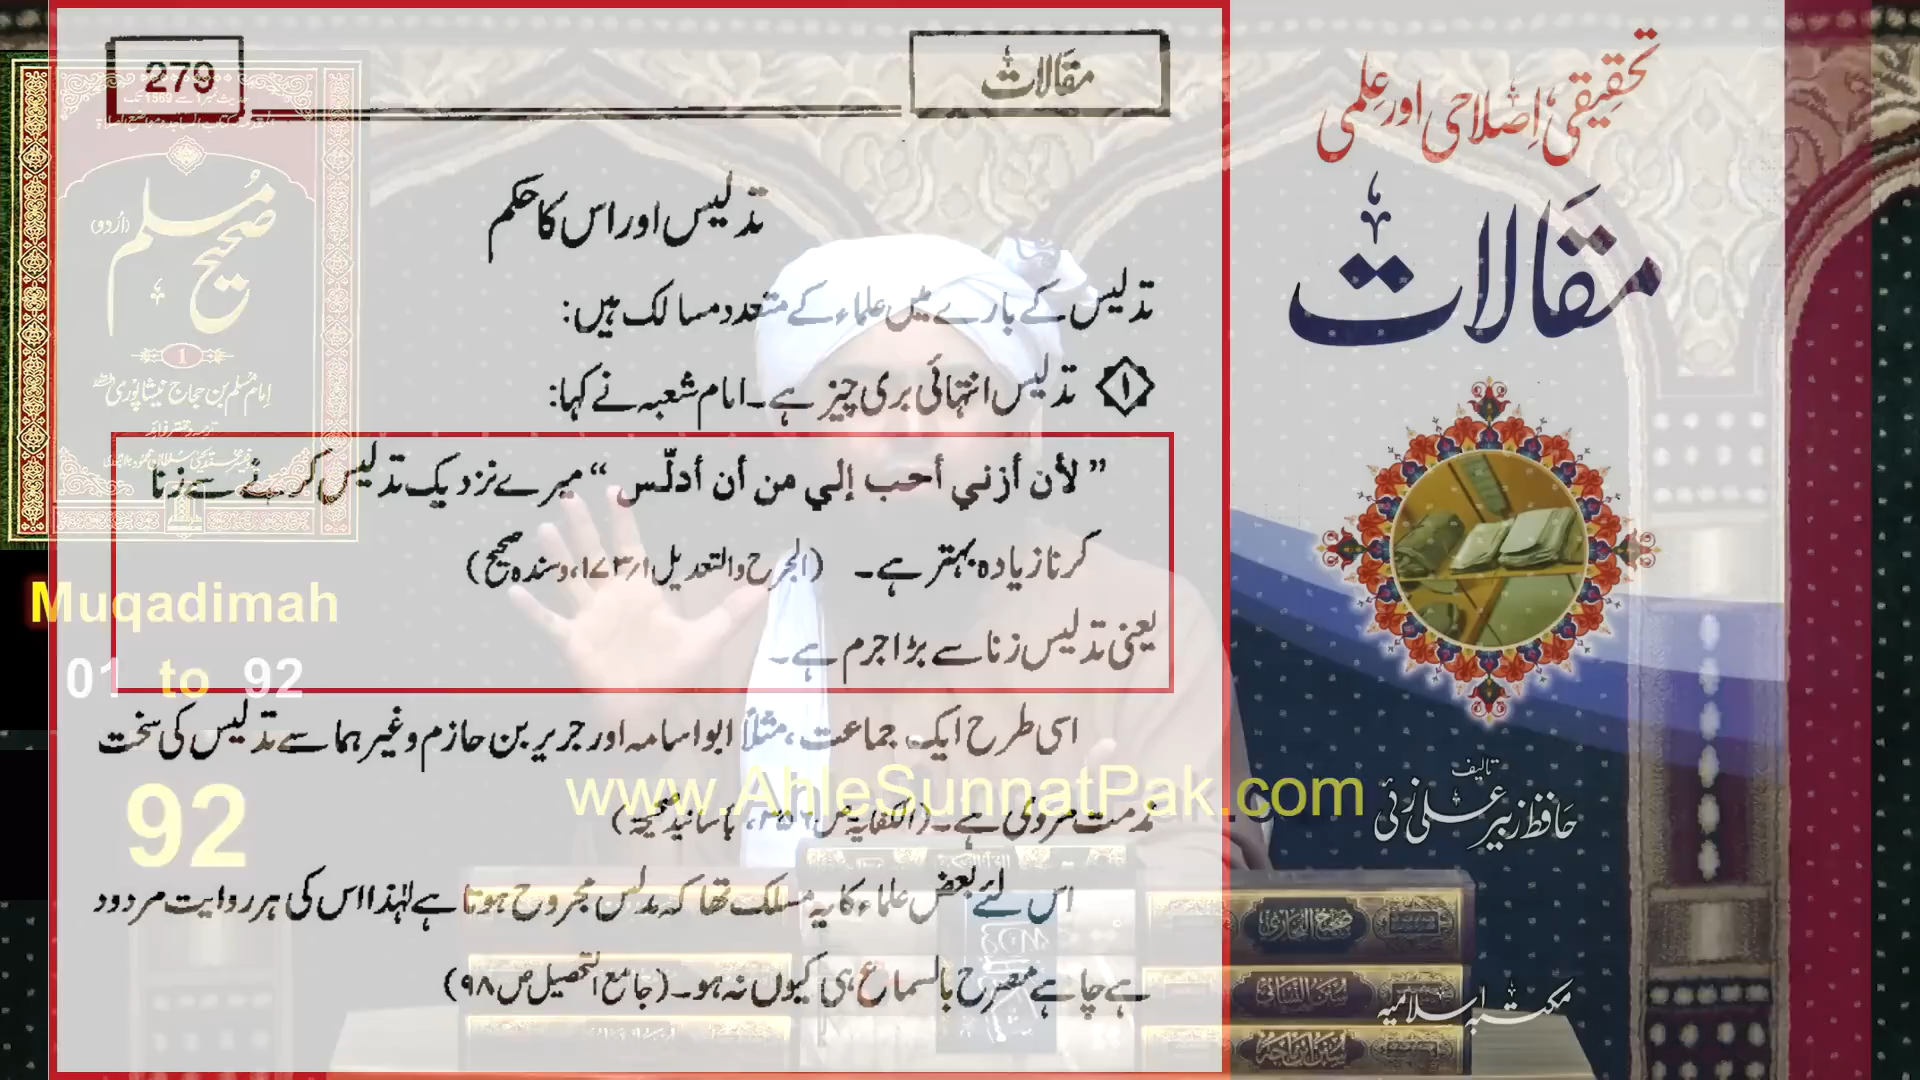 279
مقالات
تدلیس اور اس کا حکم
تدلیس کے بارے میں علماء کے متعدد مسالک ہیں:
۱ تدلیس انتہائی بری چیز ہے۔ امام شعبہ نے کہا:
” لأن أزني أحب إلي من أن أدلّس “ میرے نزدیک تدلیس کرنے سے زنا
کرنا زیادہ بہتر ہے۔ (الجرح والتعدیل ۱/ ۱۷۳، وسندہ صحیح)
یعنی تدلیس زنا سے بڑا جرم ہے۔
اسی طرح ایک جماعت، مثلاً ابو اسامہ اور جریر بن حازم وغیرہما سے تدلیس کی سخت
مذمت مروی ہے۔ (الکفایہ ص ۳۵۶، باسانید صحیحۃ)
اس لئے بعض علماء کا یہ مسلک تھا کہ مدلس مجروح ہوتا ہے لہٰذا اس کی ہر روایت مردود
ہے چاہے مصرح بالسماع ہی کیوں نہ ہو۔ (جامع التحصیل ص ۹۸)
تحقیقی، اصلاحی اور علمی
مقالات
تالیف
حافظ زبیر علی زئی
مکتبہ اسلامیہ
صحیح مسلم (اردو)
1
امام مسلم بن حجاج نیشاپوری
Muqadimah
01 to 92
92
www.AhleSunnatPak.com
صحیح البخاری
سنن النسائی
سنن ابن ماجہ